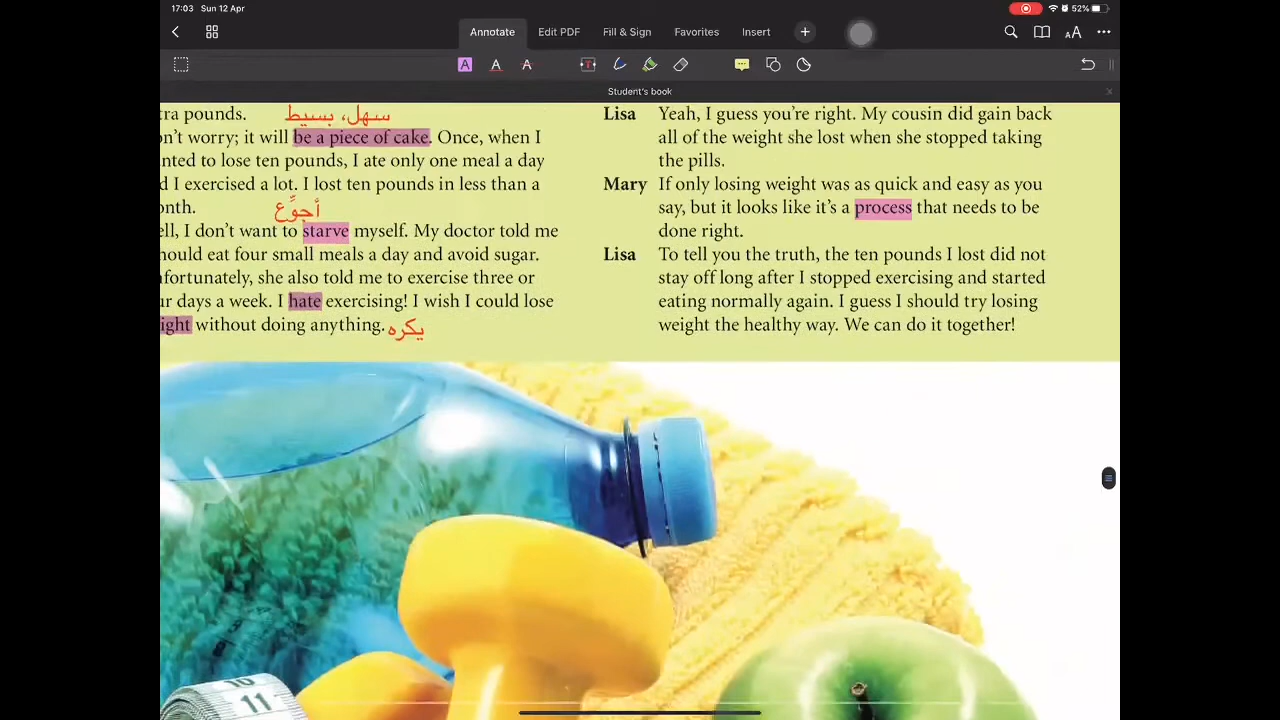 17:03 Sun 12 Apr
52%
Annotate Edit PDF Fill & Sign Favorites Insert
AA
A A A T
Student's book
tra pounds.
سهل، بسيط
n't worry; it will be a piece of cake. Once, when I
nted to lose ten pounds, I ate only one meal a day
d I exercised a lot. I lost ten pounds in less than a
onth.
أجوِّع
ell, I don't want to starve myself. My doctor told me
hould eat four small meals a day and avoid sugar.
nfortunately, she also told me to exercise three or
ur days a week. I hate exercising! I wish I could lose
ight without doing anything.
يكره
Lisa Yeah, I guess you're right. My cousin did gain back
all of the weight she lost when she stopped taking
the pills.
Mary If only losing weight was as quick and easy as you
say, but it looks like it's a process that needs to be
done right.
Lisa To tell you the truth, the ten pounds I lost did not
stay off long after I stopped exercising and started
eating normally again. I guess I should try losing
weight the healthy way. We can do it together!
10
11